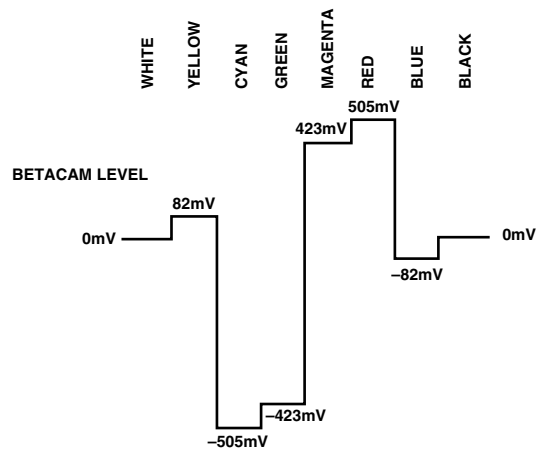 WHITE
YELLOW
CYAN
GREEN
MAGENTA
RED
BLUE
BLACK
505mV
423mV
BETACAM LEVEL
82mV
0mV
0mV
–82mV
–423mV
–505mV